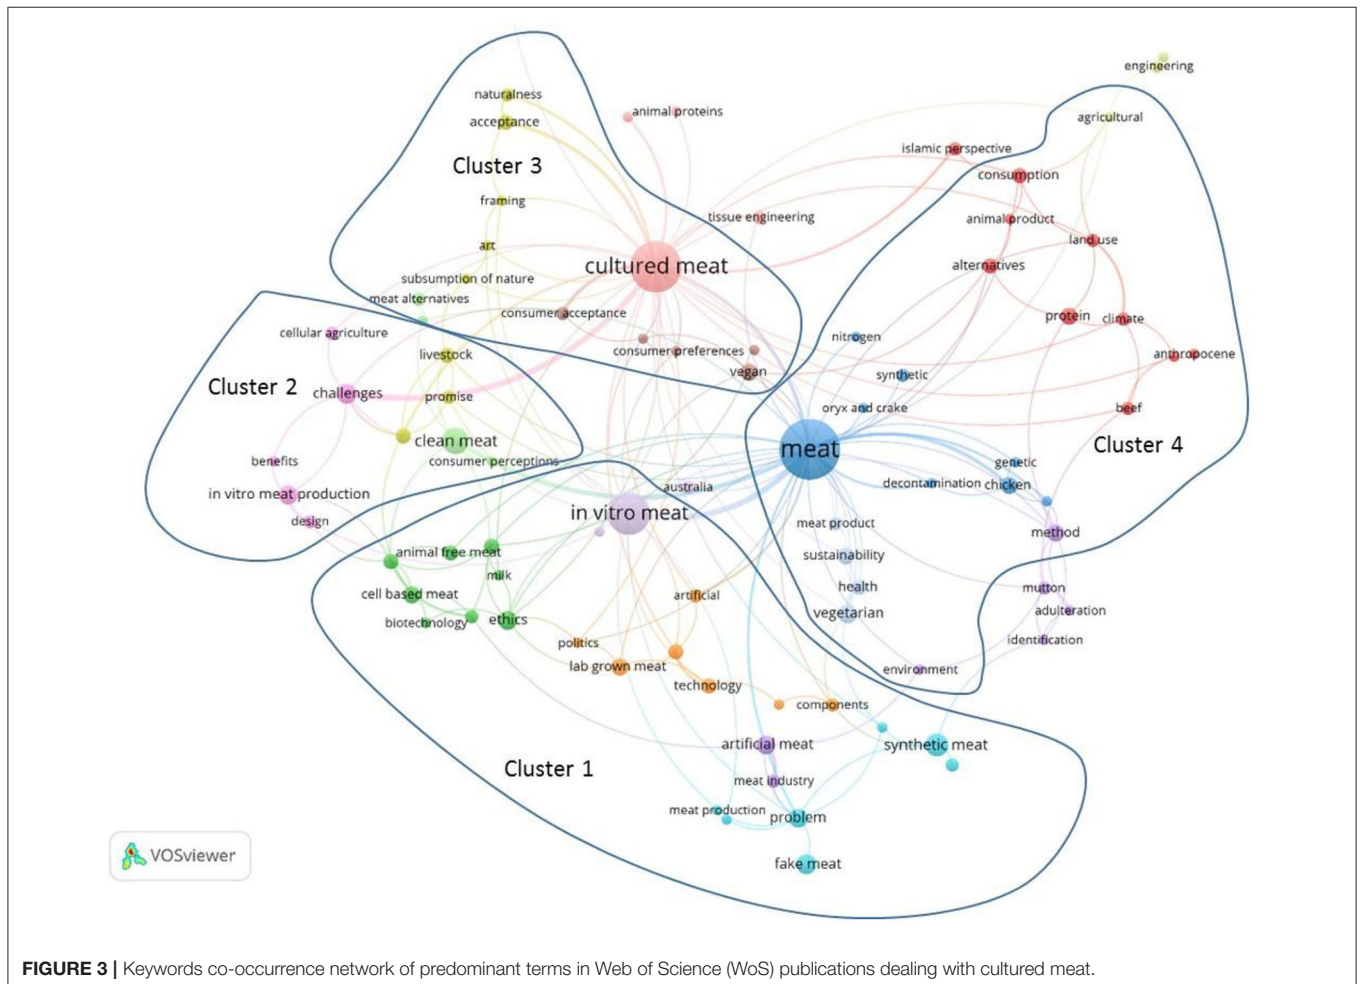 engineering
naturalness
animal proteins
agricultural
acceptance
islamic perspective
Cluster 3
consumption
framing
tissue engineering
animal product
art
land use
cultured meat
alternatives
subsumption of nature
meat alternatives
consumer acceptance
protein
climate
cellular agriculture
nitrogen
livestock
consumer preferences
anthropocene
vegan
synthetic
Cluster 2
challenges
promise
oryx and crake
beef
clean meat
meat
Cluster 4
benefits
consumer perceptions
genetic
in vitro meat production
australia
decontamination
chicken
design
in vitro meat
meat product
method
animal free meat
sustainability
milk
health
mutton
cell based meat
artificial
biotechnology
ethics
vegetarian
adulteration
politics
identification
lab grown meat
environment
technology
components
artificial meat
synthetic meat
Cluster 1
meat industry
meat production
problem
VOSviewer
fake meat
FIGURE 3 | Keywords co-occurrence network of predominant terms in Web of Science (WoS) publications dealing with cultured meat.